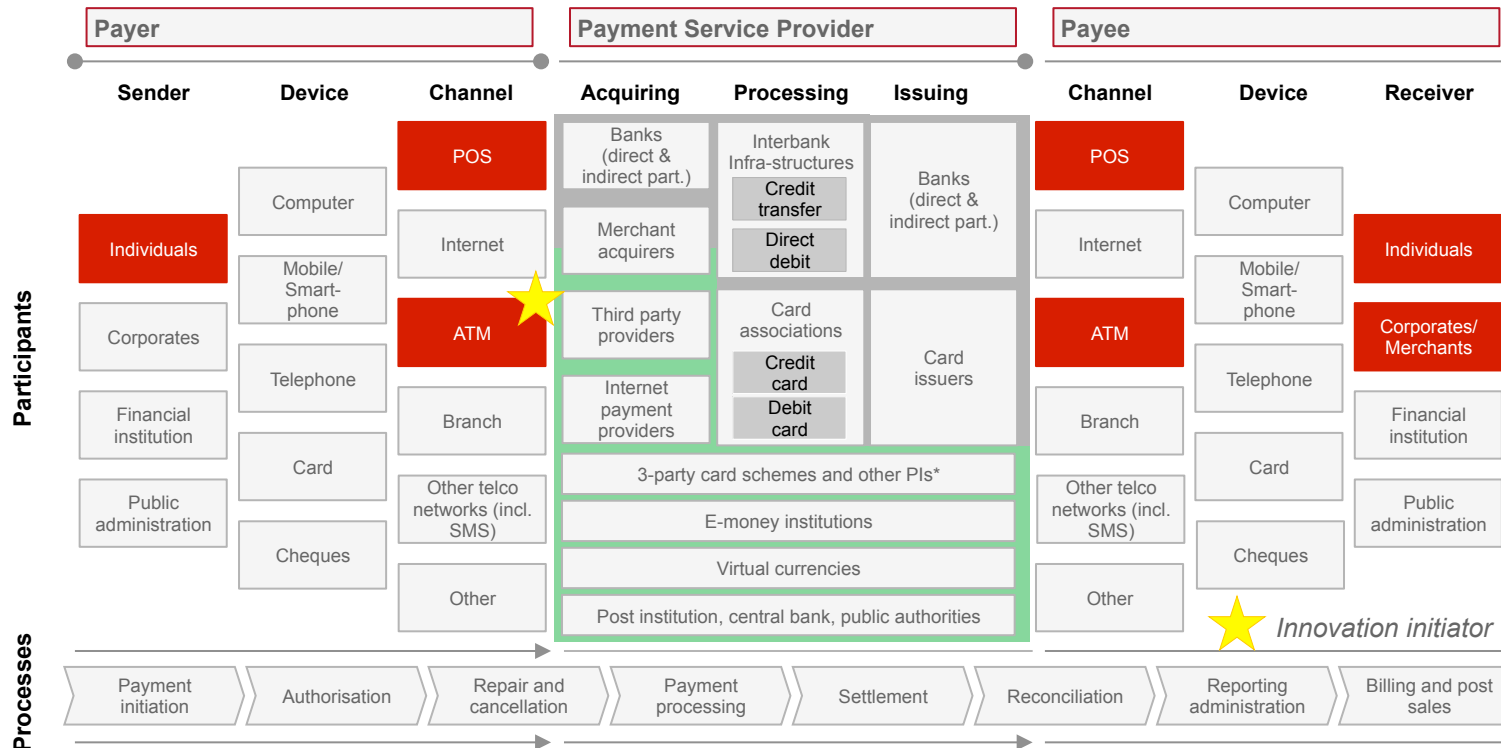 Payer
Payment Service Provider
Payee
Sender
Device
Channel
Acquiring
Processing
Issuing
Channel
Device
Receiver
Participants
Individuals
Corporates
Financial
institution
Public
administration
Computer
Mobile/
Smart-
phone
Telephone
Card
Cheques
POS
Internet
ATM
Branch
Other telco
networks (incl.
SMS)
Other
Banks
(direct &
indirect part.)
Merchant
acquirers
Third party
providers
Internet
payment
providers
Interbank
Infra-structures
Credit
transfer
Direct
debit
Card
associations
Credit
card
Debit
card
Banks
(direct &
indirect part.)
Card
issuers
3-party card schemes and other PIs*
E-money institutions
Virtual currencies
Post institution, central bank, public authorities
POS
Internet
ATM
Branch
Other telco
networks (incl.
SMS)
Other
Computer
Mobile/
Smart-
phone
Telephone
Card
Cheques
Individuals
Corporates/
Merchants
Financial
institution
Public
administration
Innovation initiator
Processes
Payment
initiation
Authorisation
Repair and
cancellation
Payment
processing
Settlement
Reconciliation
Reporting
administration
Billing and post
sales